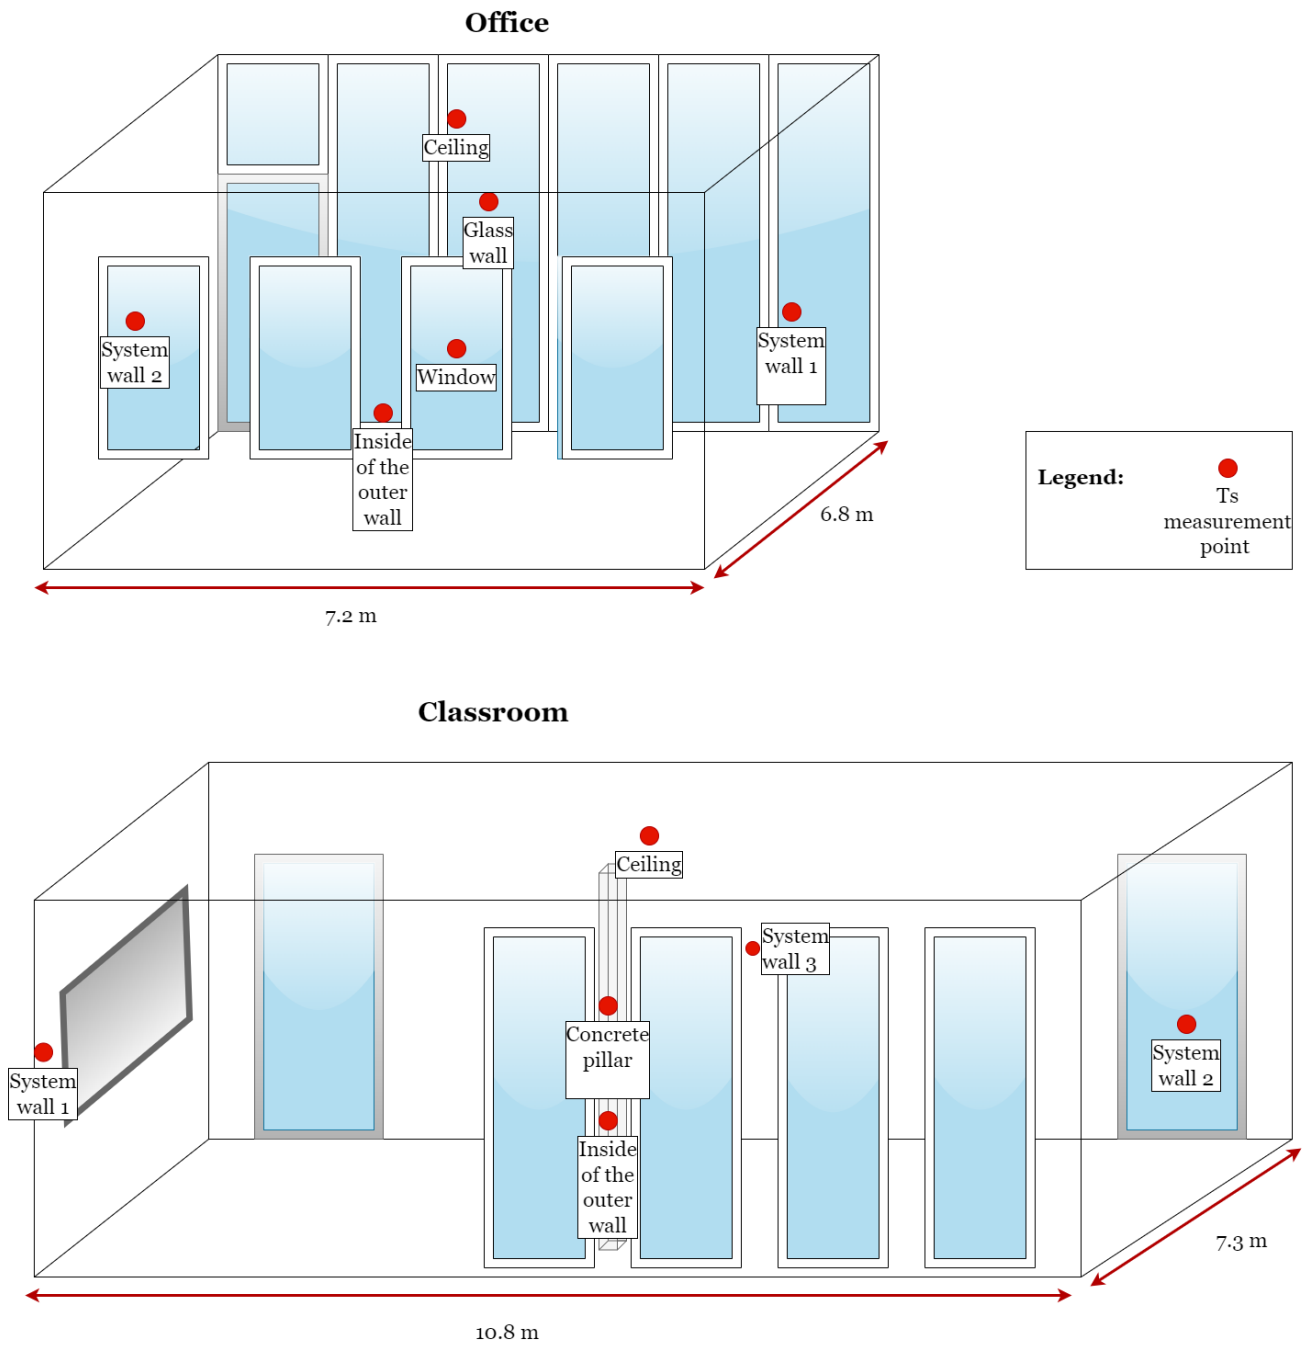 Office
Ceiling
Glass
wall
System
wall 2
System
wall 1
Window
Inside
of the
outer
wall
Legend:
Ts
measurement
point
6.8 m
7.2 m
Classroom
Ceiling
System
wall 3
Concrete
pillar
System
wall 1
System
wall 2
Inside
of the
outer
wall
7.3 m
10.8 m